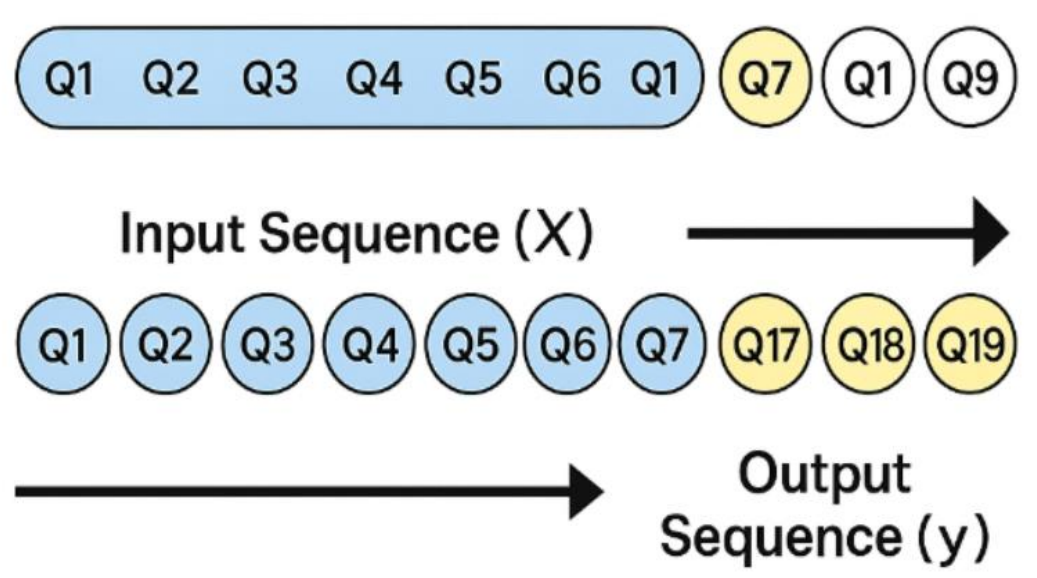 Q1 Q2 Q3 Q4 Q5 Q6 Q1 Q7 Q1 Q9
Input Sequence (X)
Q1 Q2 Q3 Q4 Q5 Q6 Q7 Q17 Q18 Q19
Output
Sequence (y)